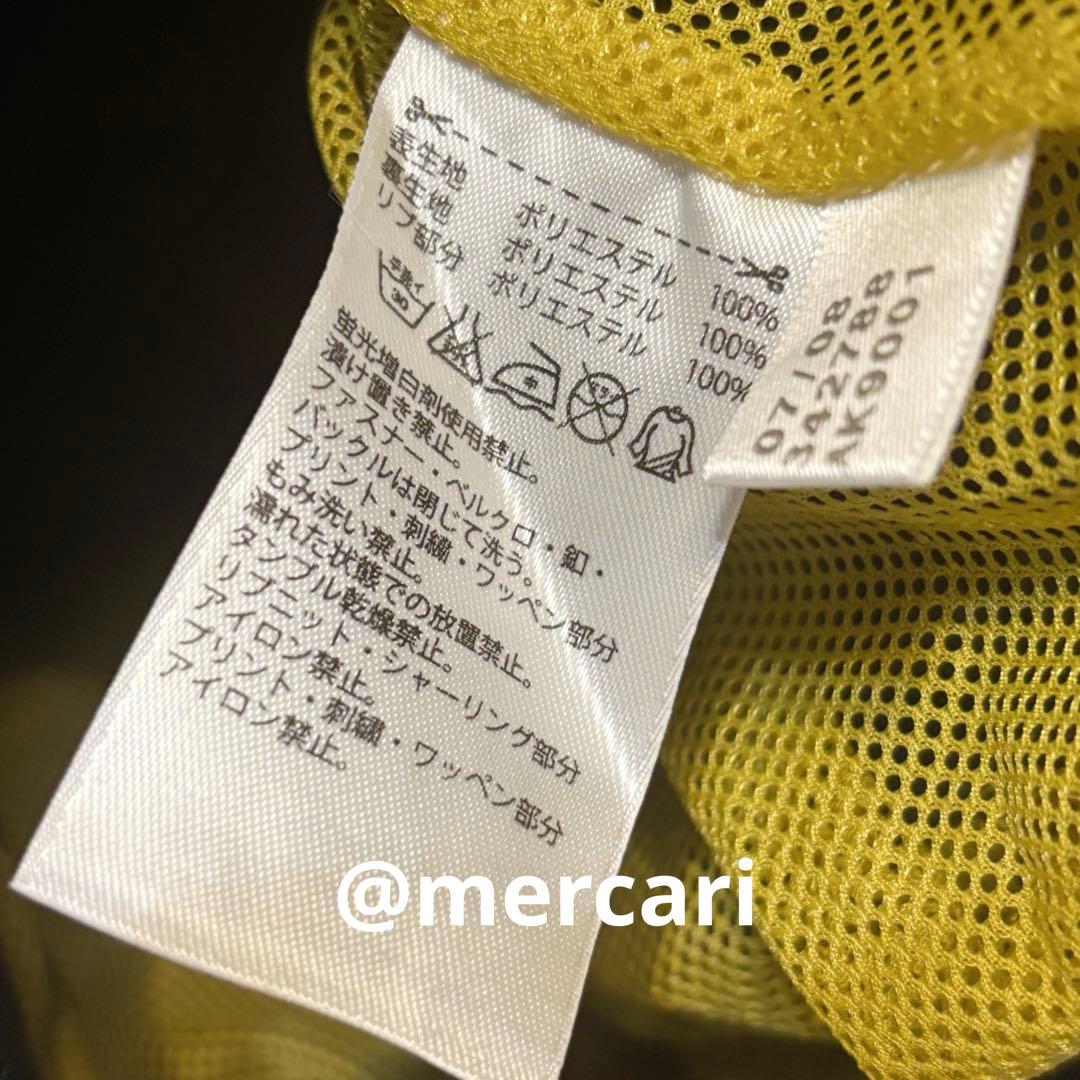 表生地 ポリエステル 100%
裏生地 ポリエステル 100%
リブ部分 ポリエステル 100%
手洗イ
30
中
蛍光増白剤使用禁止。
漬け置き禁止。
ファスナー・ベルクロ・釦・
バックルは閉じて洗う。
プリント・刺繍・ワッペン部分
もみ洗い禁止。
濡れた状態での放置禁止。
タンブル乾燥禁止。
リブニット・シャーリング部分
アイロン禁止。
プリント・刺繍・ワッペン部分
アイロン禁止。
07/08
342788
AK9001
@mercari